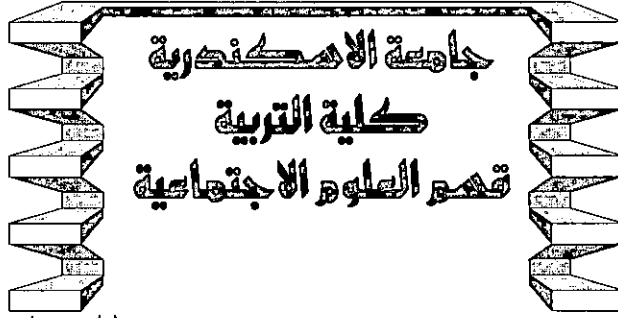 جامعة الاسكندرية
كلية التربية
قسم العلوم الاجتماعية